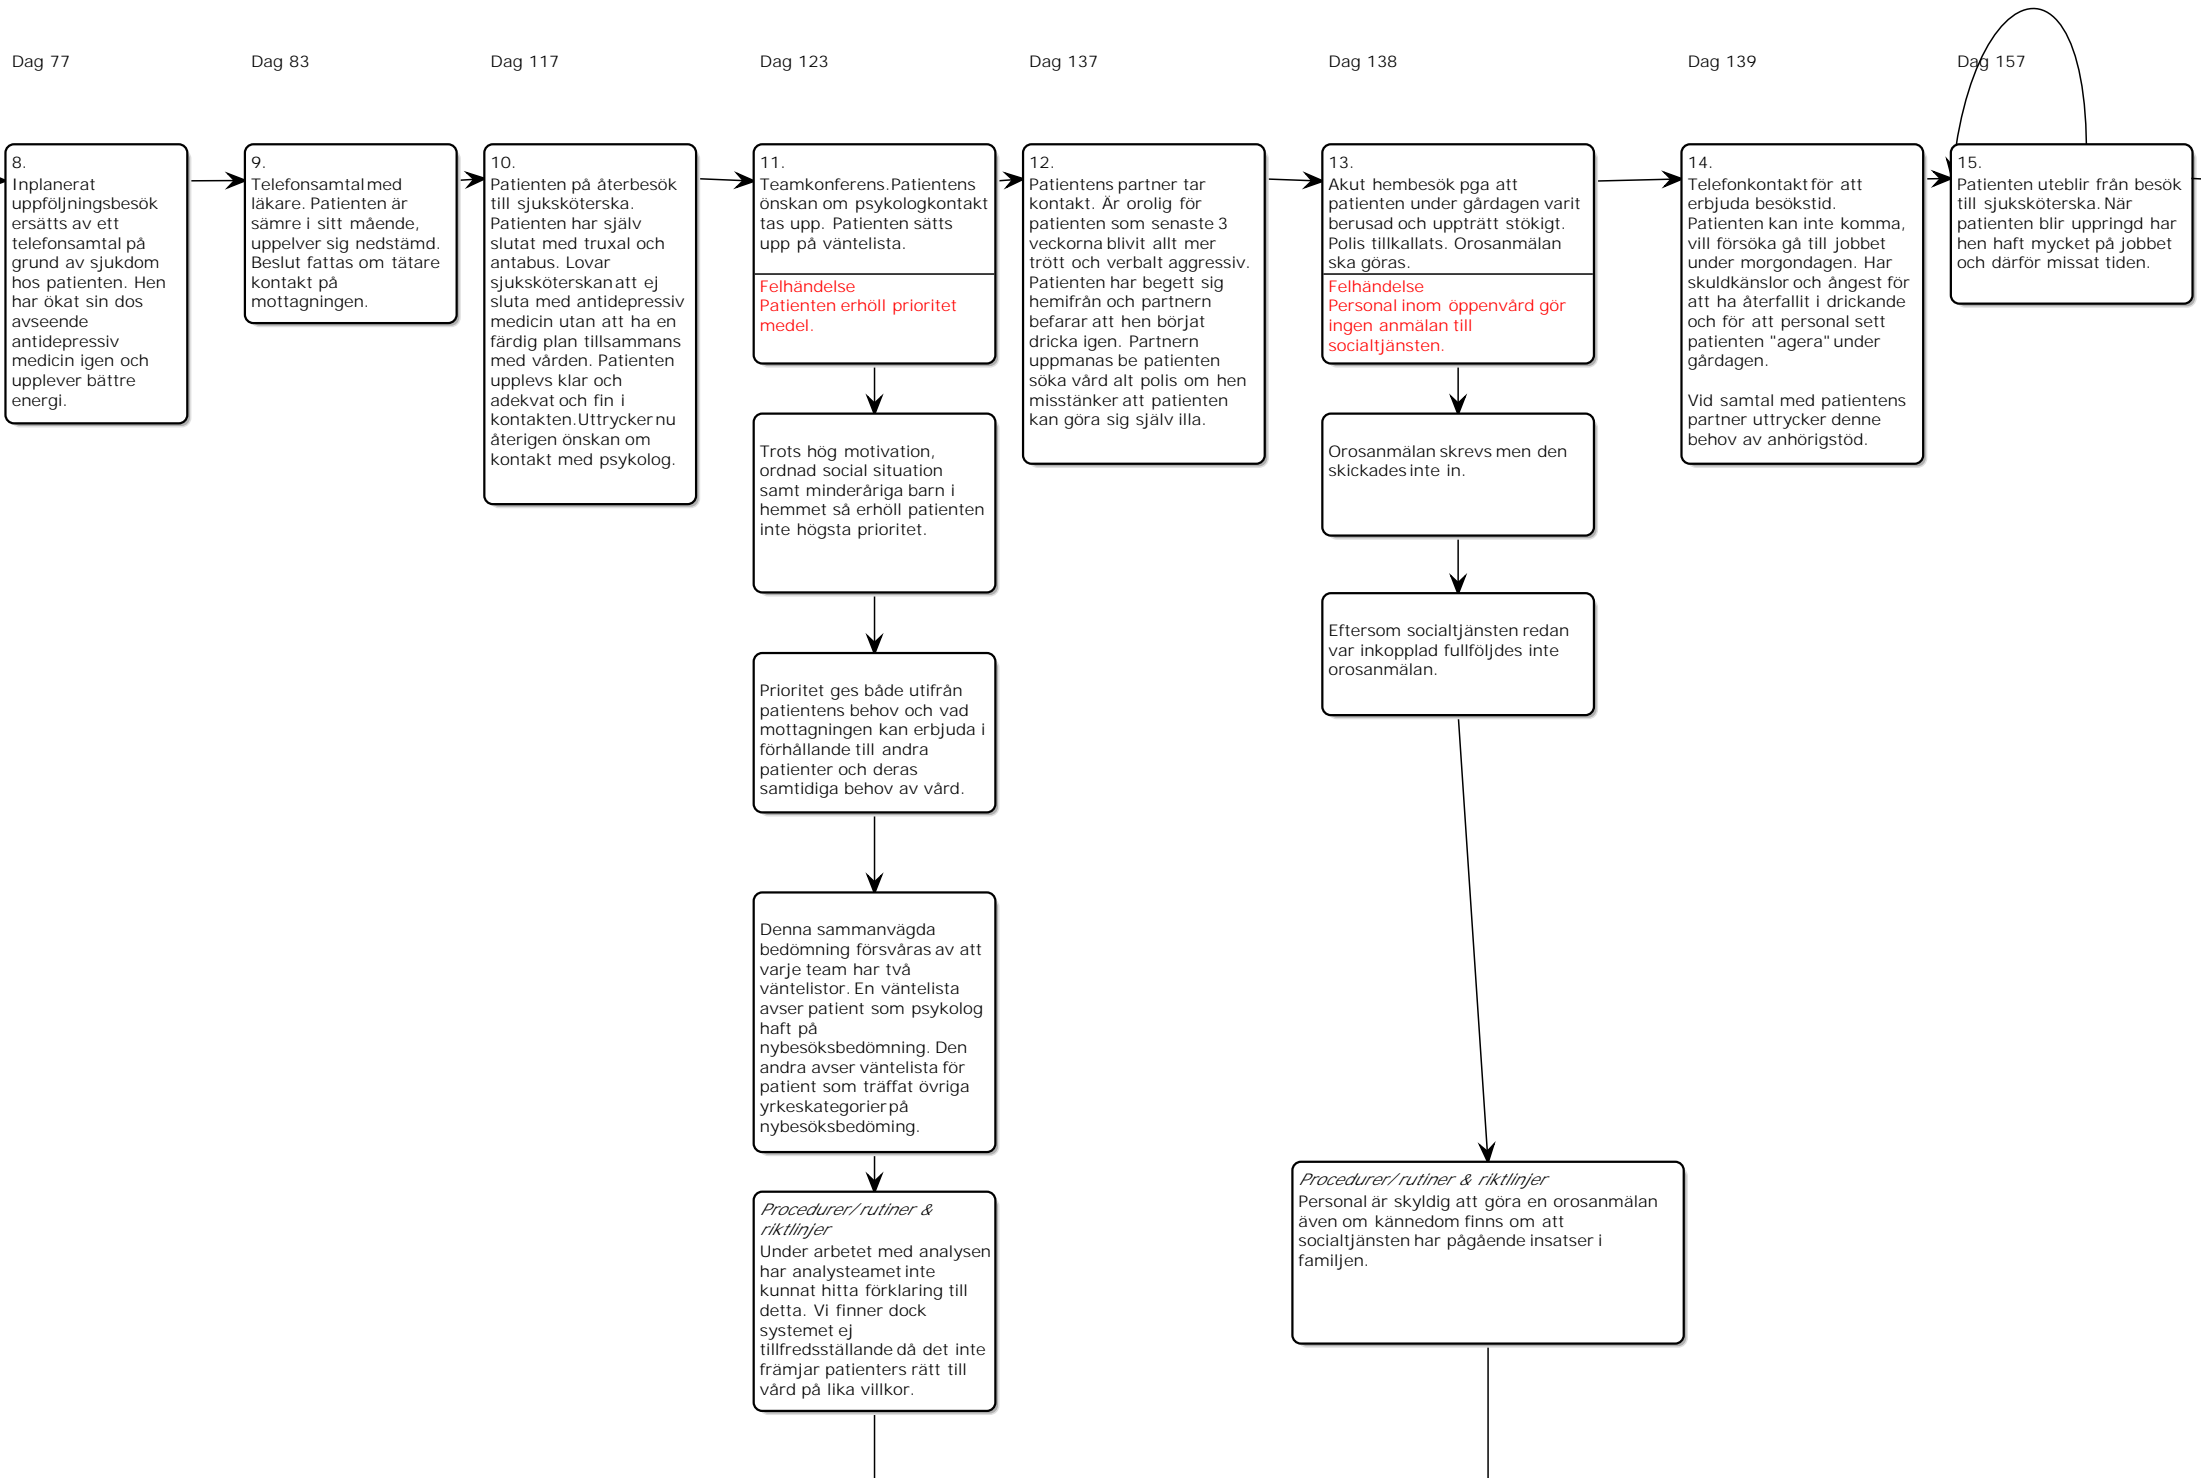 Dag 77
Dag 83
Dag 117
Dag 123
Dag 137
Dag 138
Dag 139
Dag 157
8.
Inplanerat
uppföljningsbesök
ersätts av ett
telefonsamtal på
grund av sjukdom
hos patienten. Hen
har ökat sin dos
avseende
antidepressiv
medicin igen och
upplever bättre
energi.
9.
Telefonsamtal med
läkare. Patienten är
sämre i sitt mående,
uppelver sig nedstämd.
Beslut fattas om tätare
kontakt på
mottagningen.
10.
Patienten på återbesök
till sjuksköterska.
Patienten har själv
slutat med truxal och
antabus. Lovar
sjuksköterskan att ej
sluta med antidepressiv
medicin utan att ha en
färdig plan tillsammans
med vården. Patienten
upplevs klar och
adekvat och fin i
kontakten. Uttrycker nu
återigen önskan om
kontakt med psykolog.
11.
Teamkonferens. Patientens
önskan om psykologkontakt
tas upp. Patienten sätts
upp på väntelista.
Felhändelse
Patienten erhöll prioritet
medel.
Trots hög motivation,
ordnad social situation
samt minderåriga barn i
hemmet så erhöll patienten
inte högsta prioritet.
Prioritet ges både utifrån
patientens behov och vad
mottagningen kan erbjuda i
förhållande till andra
patienter och deras
samtidiga behov av vård.
Denna sammanvägda
bedömning försvåras av att
varje team har två
väntelistor. En väntelista
avser patient som psykolog
haft på
nybesöksbedömning. Den
andra avser väntelista för
patient som träffat övriga
yrkeskategorier på
nybesöksbedöming.
Procedurer/rutiner &
riktlinjer
Under arbetet med analysen
har analysteamet inte
kunnat hitta förklaring till
detta. Vi finner dock
systemet ej
tillfredsställande då det inte
främjar patienters rätt till
vård på lika villkor.
12.
Patientens partner tar
kontakt. Är orolig för
patienten som senaste 3
veckorna blivit allt mer
trött och verbalt aggressiv.
Patienten har begett sig
hemifrån och partnern
befarar att hen börjat
dricka igen. Partnern
uppmanas be patienten
söka vård alt polis om hen
misstänker att patienten
kan göra sig själv illa.
13.
Akut hembesök pga att
patienten under gårdagen varit
berusad och uppträtt stökigt.
Polis tillkallats. Orosanmälan
ska göras.
Felhändelse
Personal inom öppenvård gör
ingen anmälan till
socialtjänsten.
Orosanmälan skrevs men den
skickades inte in.
Eftersom socialtjänsten redan
var inkopplad fullföljdes inte
orosanmälan.
Procedurer/rutiner & riktlinjer
Personal är skyldig att göra en orosanmälan
även om kännedom finns om att
socialtjänsten har pågående insatser i
familjen.
14.
Telefonkontakt för att
erbjuda besökstid.
Patienten kan inte komma,
vill försöka gå till jobbet
under morgondagen. Har
skuldkänslor och ångest för
att ha återfallit i drickande
och för att personal sett
patienten "agera" under
gårdagen.
Vid samtal med patientens
partner uttrycker denne
behov av anhörigstöd.
15.
Patienten uteblir från besök
till sjuksköterska. När
patienten blir uppringd har
hen haft mycket på jobbet
och därför missat tiden.